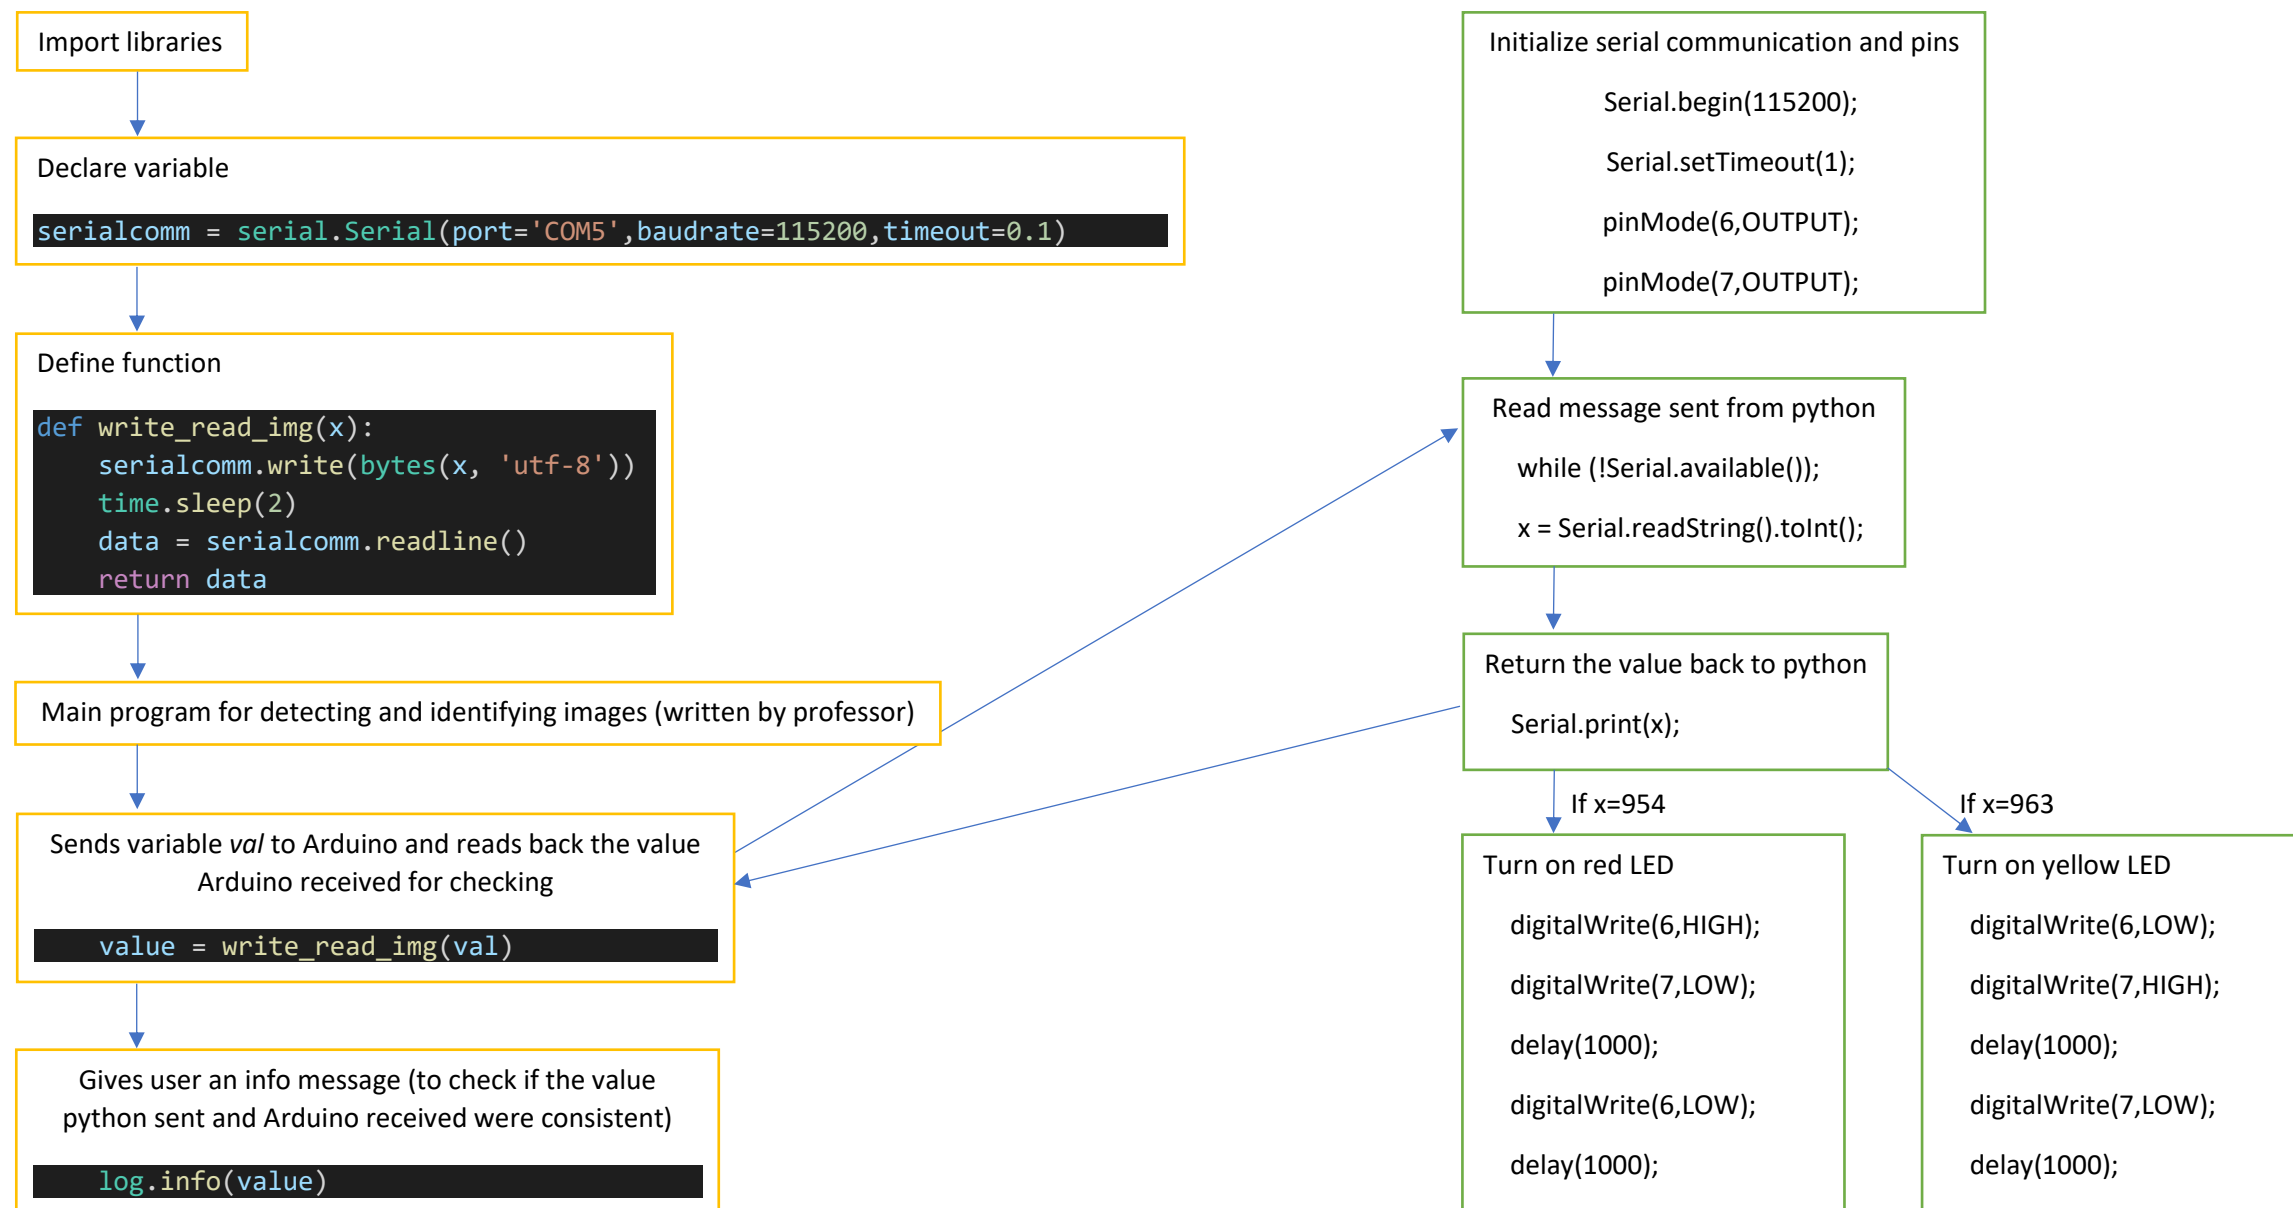 Import libraries
Declare variable
serialcomm = serial.Serial(port='COM5',baudrate=115200,timeout=0.1)
Define function
def write_read_img(x):
    serialcomm.write(bytes(x, 'utf-8'))
    time.sleep(2)
    data = serialcomm.readline()
    return data
Main program for detecting and identifying images (written by professor)
Sends variable val to Arduino and reads back the value
Arduino received for checking
value = write_read_img(val)
Gives user an info message (to check if the value
python sent and Arduino received were consistent)
log.info(value)
Initialize serial communication and pins
Serial.begin(115200);
Serial.setTimeout(1);
pinMode(6,OUTPUT);
pinMode(7,OUTPUT);
Read message sent from python
while (!Serial.available());
x = Serial.readString().toInt();
Return the value back to python
Serial.print(x);
If x=954
Turn on red LED
digitalWrite(6,HIGH);
digitalWrite(7,LOW);
delay(1000);
digitalWrite(6,LOW);
delay(1000);
If x=963
Turn on yellow LED
digitalWrite(6,LOW);
digitalWrite(7,HIGH);
delay(1000);
digitalWrite(7,LOW);
delay(1000);